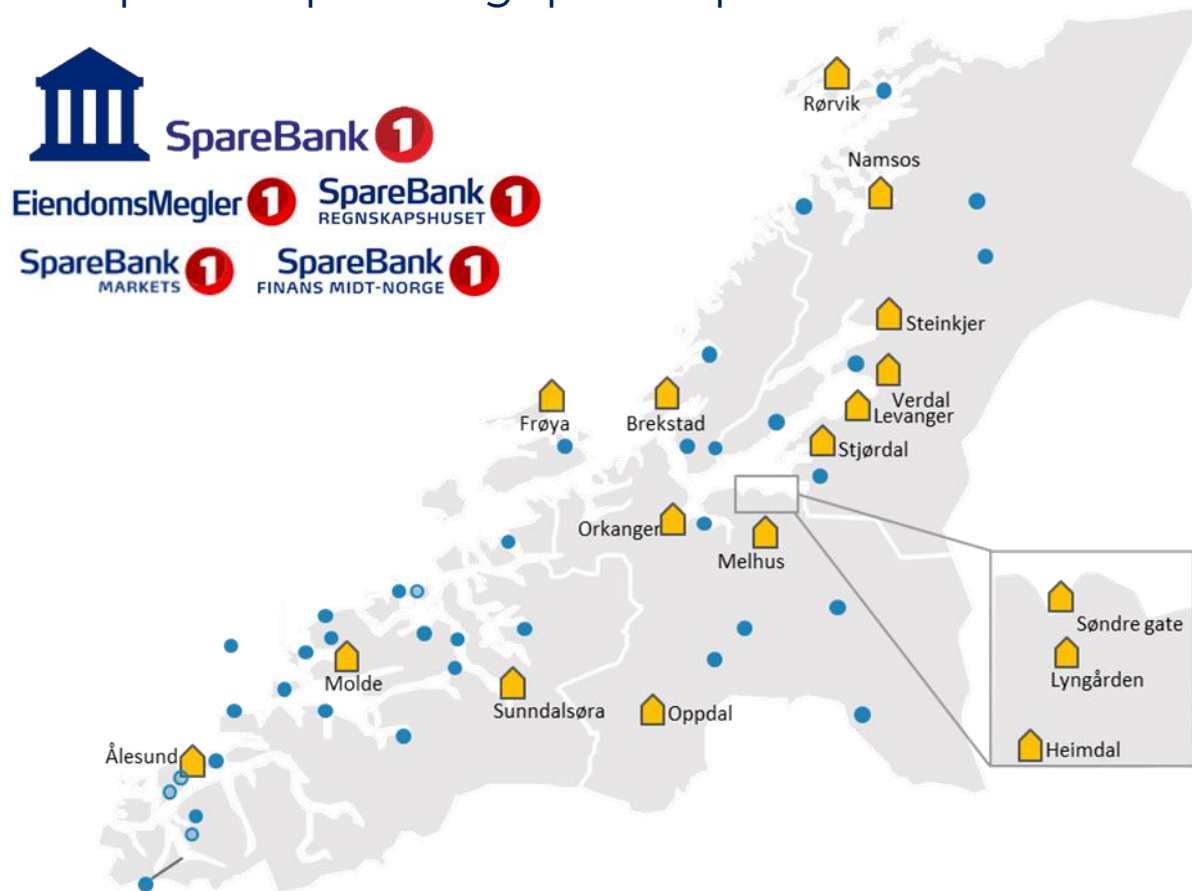 SpareBank 1
EiendomsMegler 1
SpareBank 1
REGNSKAPSHUSET
SpareBank 1
MARKETS
SpareBank 1
FINANS MIDT-NORGE
Rørvik
Namsos
Steinkjer
Verdal
Levanger
Frøya
Brekstad
Stjørdal
Orkanger
Melhus
Søndre gate
Lyngården
Heimdal
Molde
Sunndalsøra
Oppdal
Ålesund